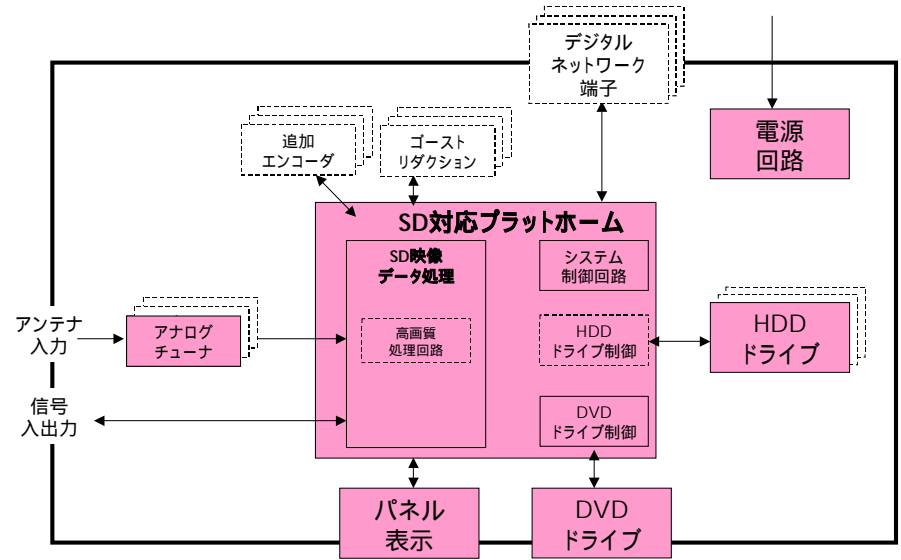 デジタル
ネットワーク
端子
電源
回路
追加
エンコーダ
ゴースト
リダクション
SD対応プラットホーム
SD映像
データ処理
システム
制御回路
アンテナ
入力
アナログ
チューナ
高画質
処理回路
HDD
ドライブ制御
HDD
ドライブ
信号
入出力
DVD
ドライブ制御
パネル
表示
DVD
ドライブ